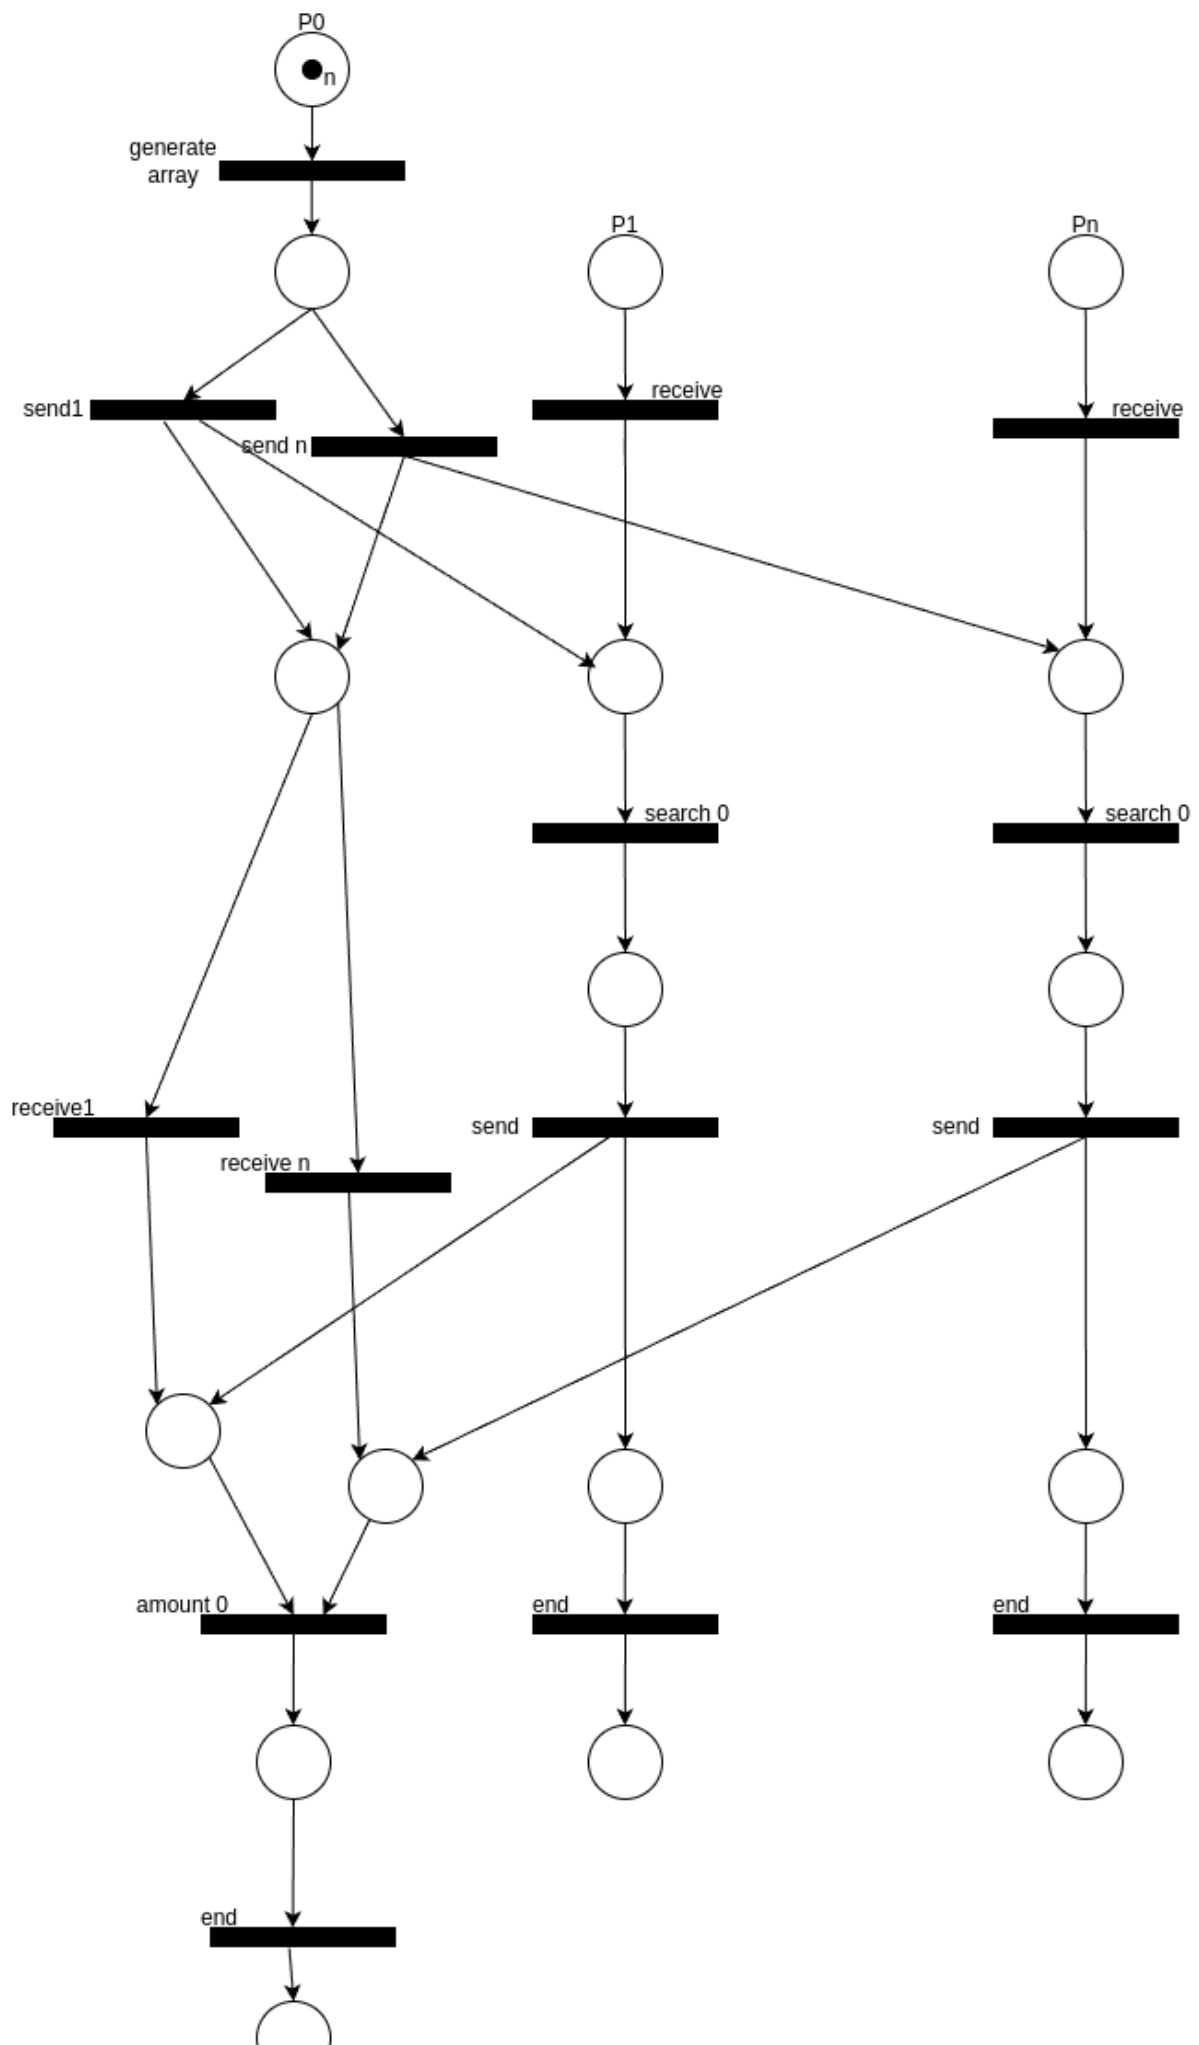 P0
n
generate
array
P1
Pn
send1
receive
receive
send n
search 0
search 0
receive1
send
send
receive n
amount 0
end
end
end